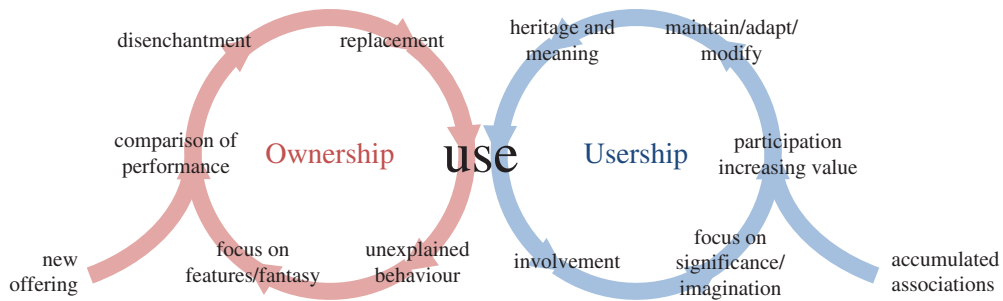 disenchantment
replacement
comparison of
performance
Ownership
new
offering
focus on
features/fantasy
unexplained
behaviour
use
heritage and
meaning
maintain/adapt/
modify
Usership
participation
increasing value
involvement
focus on
significance/
imagination
accumulated
associations